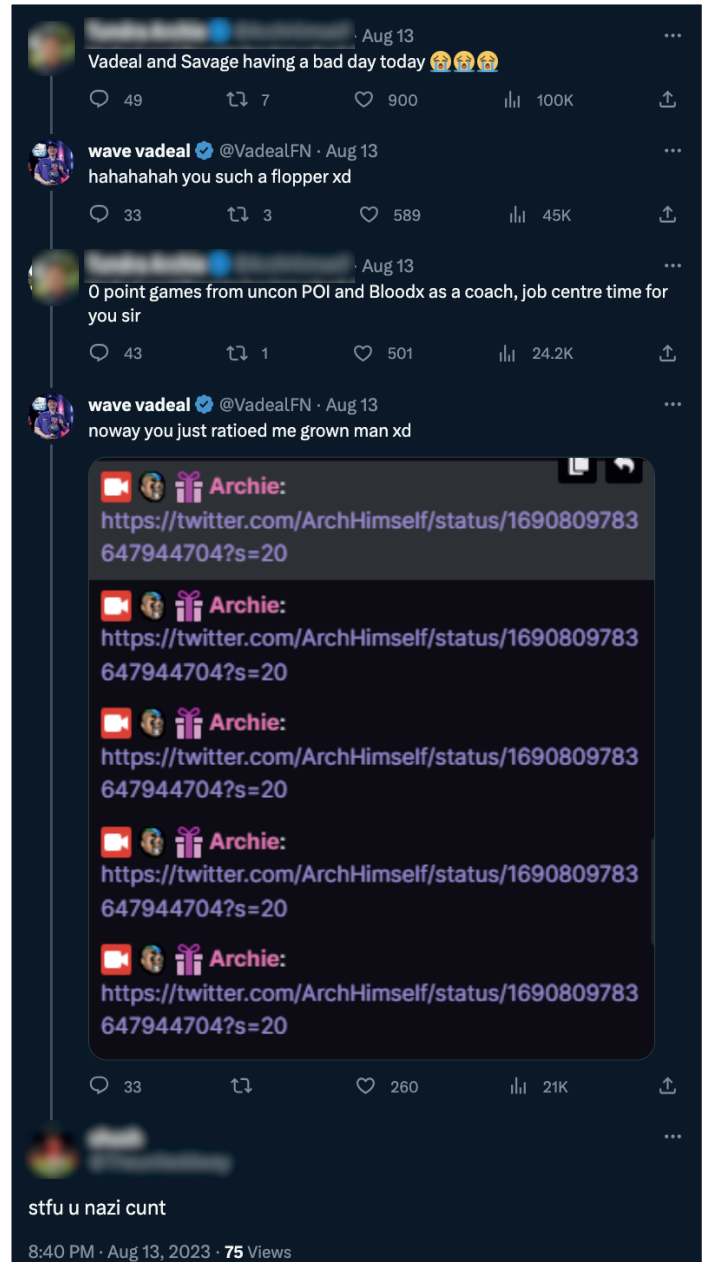 Aug 13
Vadeal and Savage having a bad day today 😭😭😭
49 7 900 100K
wave vadeal @VadealFN · Aug 13
hahahahah you such a flopper xd
33 3 589 45K
Aug 13
0 point games from uncon POI and Bloodx as a coach, job centre time for
you sir
43 1 501 24.2K
wave vadeal @VadealFN · Aug 13
noway you just ratioed me grown man xd
Archie:
https://twitter.com/ArchHimself/status/1690809783
647944704?s=20
Archie:
https://twitter.com/ArchHimself/status/1690809783
647944704?s=20
Archie:
https://twitter.com/ArchHimself/status/1690809783
647944704?s=20
Archie:
https://twitter.com/ArchHimself/status/1690809783
647944704?s=20
Archie:
https://twitter.com/ArchHimself/status/1690809783
647944704?s=20
33 260 21K
stfu u nazi cunt
8:40 PM · Aug 13, 2023 · 75 Views